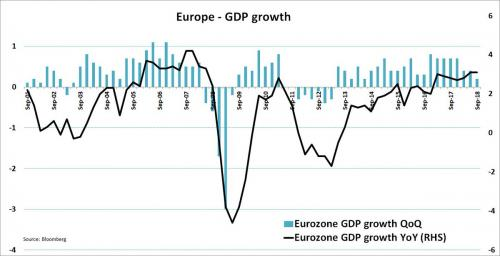 Europe - GDP growth
6
1
4
0
2
Sep-01
Sep-02
Sep-03
Sep-04
Sep-05
Sep-06
Sep-07
Sep-08
Sep-09
Sep-10
Sep-11
Sep-12
Sep-13
Sep-14
Sep-15
Sep-16
Sep-17
Sep-18
-1
0
-2
-2
-3
Eurozone GDP growth QoQ
-4
Eurozone GDP growth YoY (RHS)
Source: Bloomberg
-4
-6